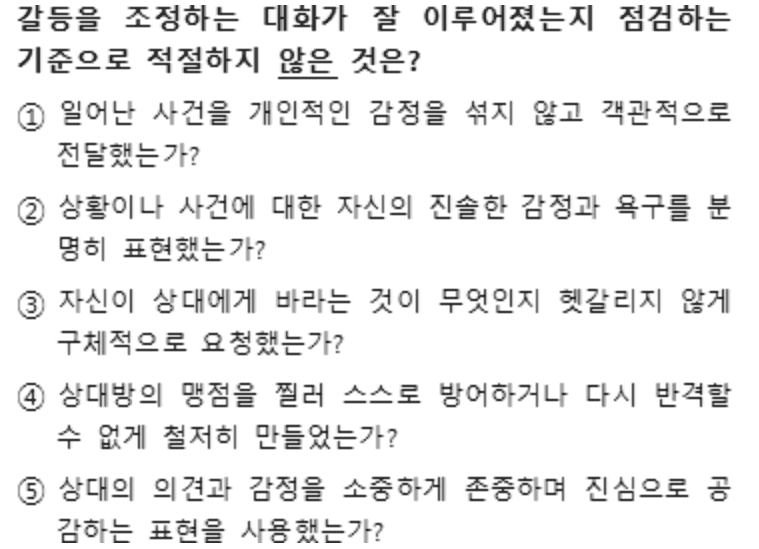 갈등을 조정하는 대화가 잘 이루어졌는지 점검하는
기준으로 적절하지 않은 것은?
① 일어난 사건을 개인적인 감정을 섞지 않고 객관적으로
전달했는가?
② 상황이나 사건에 대한 자신의 진솔한 감정과 욕구를 분
명히 표현했는가?
③ 자신이 상대에게 바라는 것이 무엇인지 헷갈리지 않게
구체적으로 요청했는가?
④ 상대방의 맹점을 찔러 스스로 방어하거나 다시 반격할
수 없게 철저히 만들었는가?
⑤ 상대의 의견과 감정을 소중하게 존중하며 진심으로 공
감하는 표현을 사용했는가?